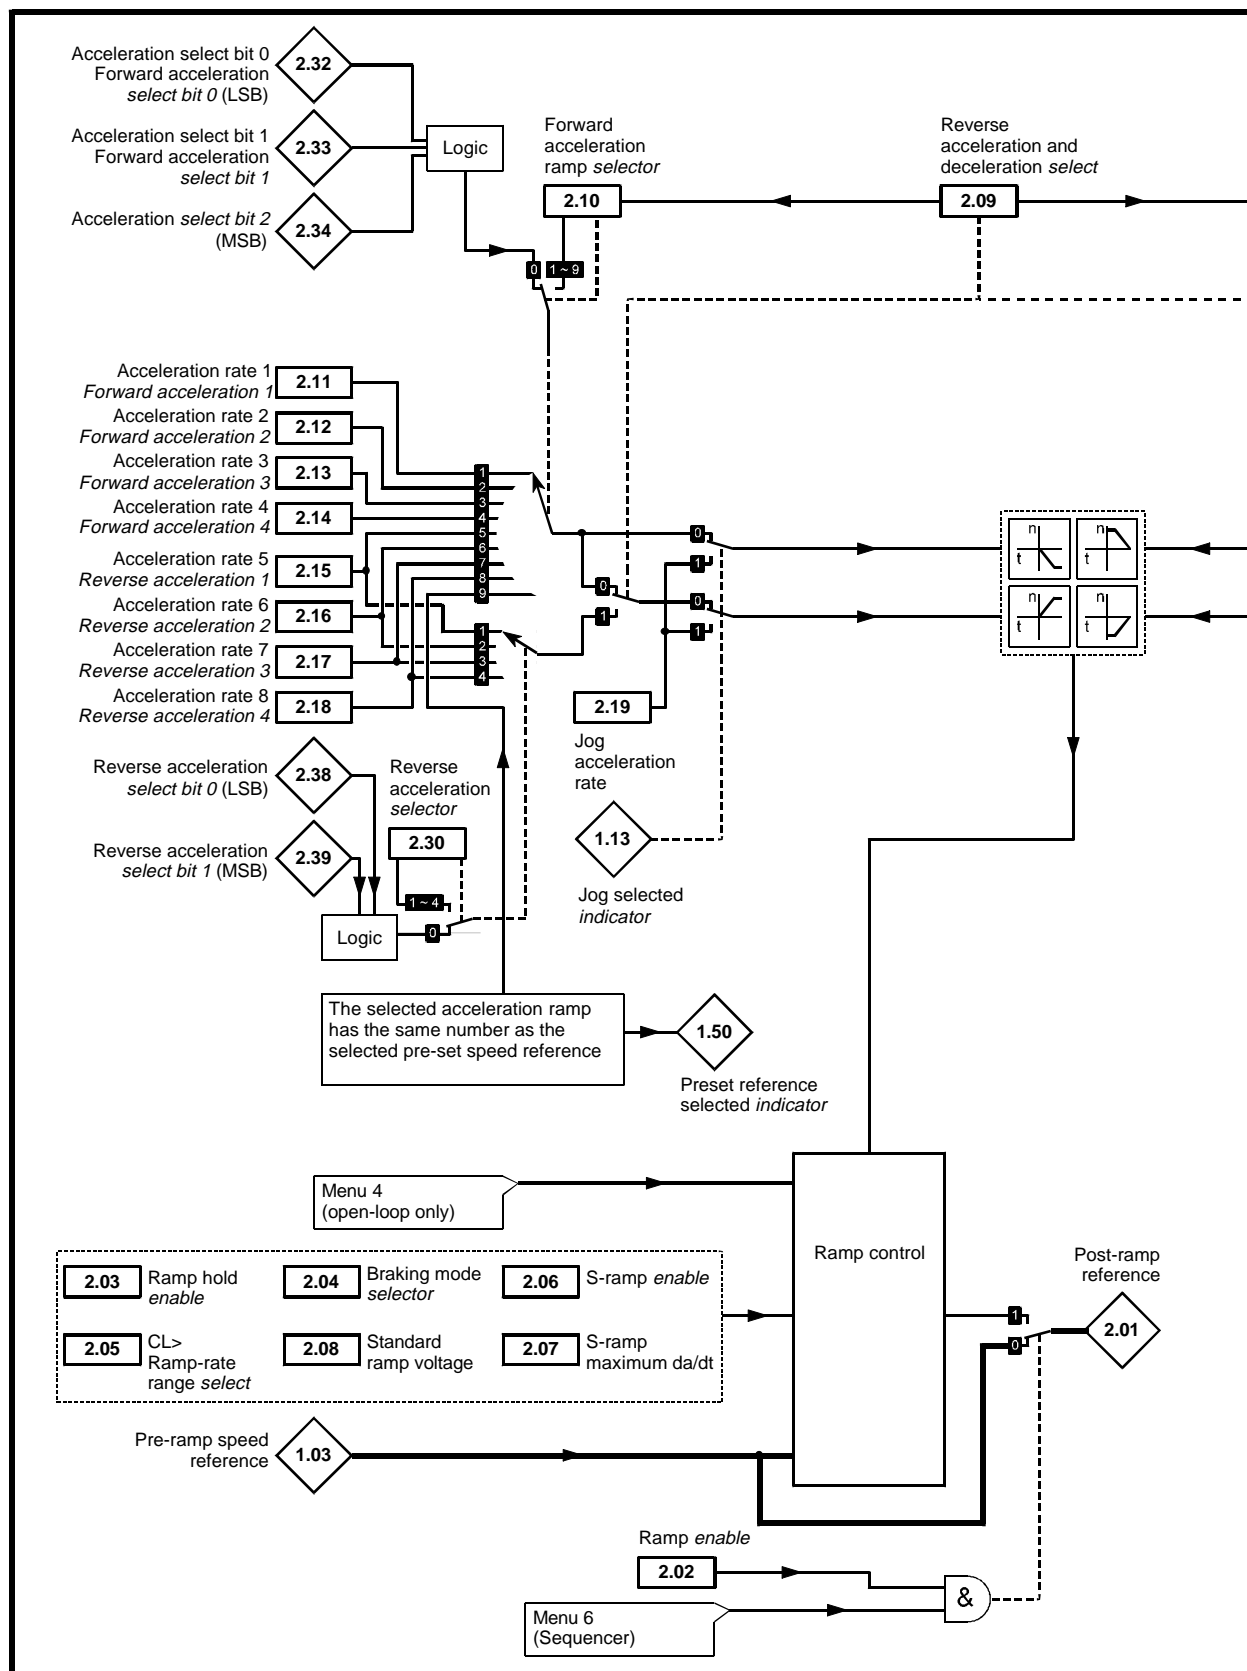 Acceleration select bit 0
Forward acceleration
select bit 0 (LSB)
2.32
Acceleration select bit 1
Forward acceleration
select bit 1
2.33
Acceleration select bit 2
(MSB)
2.34
Logic
Forward
acceleration
ramp selector
2.10
Reverse
acceleration and
deceleration select
2.09
0
1 ~ 9
Acceleration rate 1
Forward acceleration 1
2.11
Acceleration rate 2
Forward acceleration 2
2.12
Acceleration rate 3
Forward acceleration 3
2.13
Acceleration rate 4
Forward acceleration 4
2.14
Acceleration rate 5
Reverse acceleration 1
2.15
Acceleration rate 6
Reverse acceleration 2
2.16
Acceleration rate 7
Reverse acceleration 3
2.17
Acceleration rate 8
Reverse acceleration 4
2.18
1
2
3
4
5
6
7
8
9
1
2
3
4
0
1
0
1
0
1
n
t
n
t
n
t
n
t
2.19
Jog
acceleration
rate
1.13
Jog selected
indicator
Reverse acceleration
select bit 0 (LSB)
2.38
Reverse acceleration
select bit 1 (MSB)
2.39
Reverse
acceleration
selector
2.30
1 ~ 4
0
Logic
The selected acceleration ramp
has the same number as the
selected pre-set speed reference
1.50
Preset reference
selected indicator
Menu 4
(open-loop only)
Ramp control
2.03
Ramp hold
enable
2.04
Braking mode
selector
2.06
S-ramp enable
2.05
CL>
Ramp-rate
range select
2.08
Standard
ramp voltage
2.07
S-ramp
maximum da/dt
Post-ramp
reference
1
0
2.01
Pre-ramp speed
reference
1.03
Ramp enable
2.02
&
Menu 6
(Sequencer)